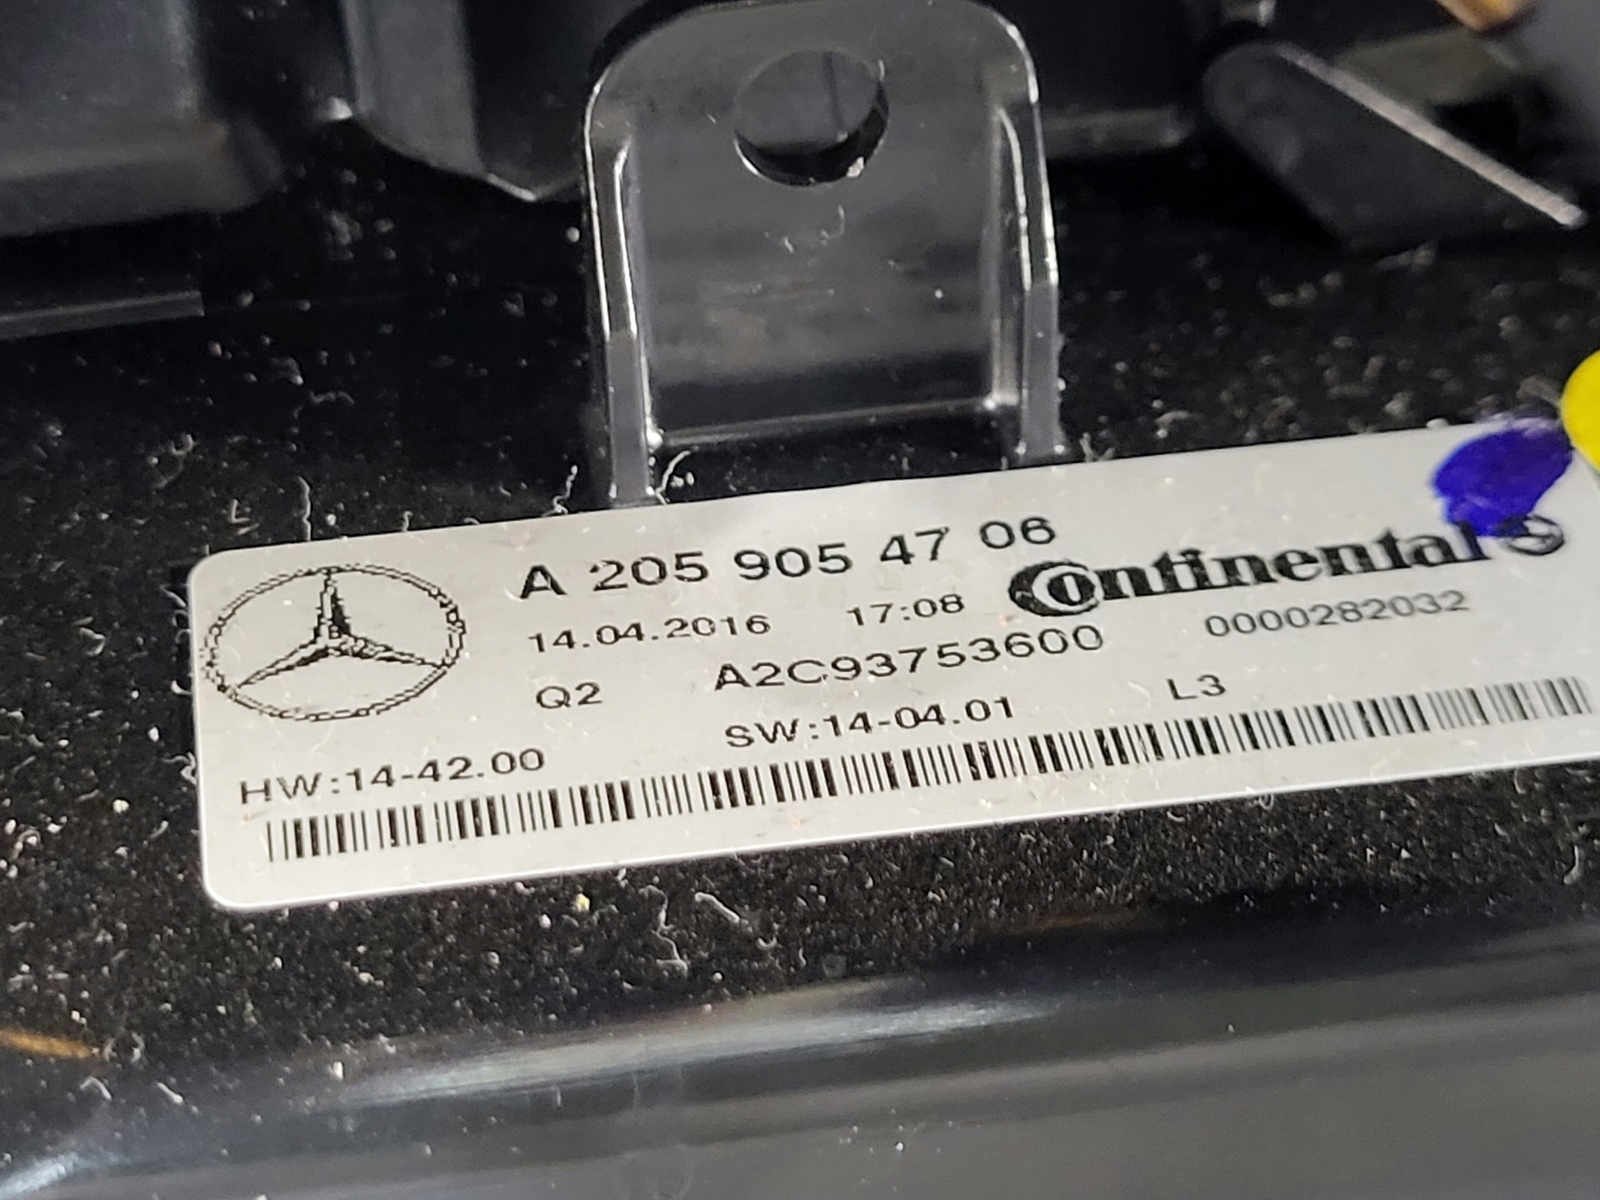 A 205 905 47 06
14.04.2016 17:08 Continental
Q2 A2C93753600 0000282032
HW:14-42.00 SW:14-04.01 L3